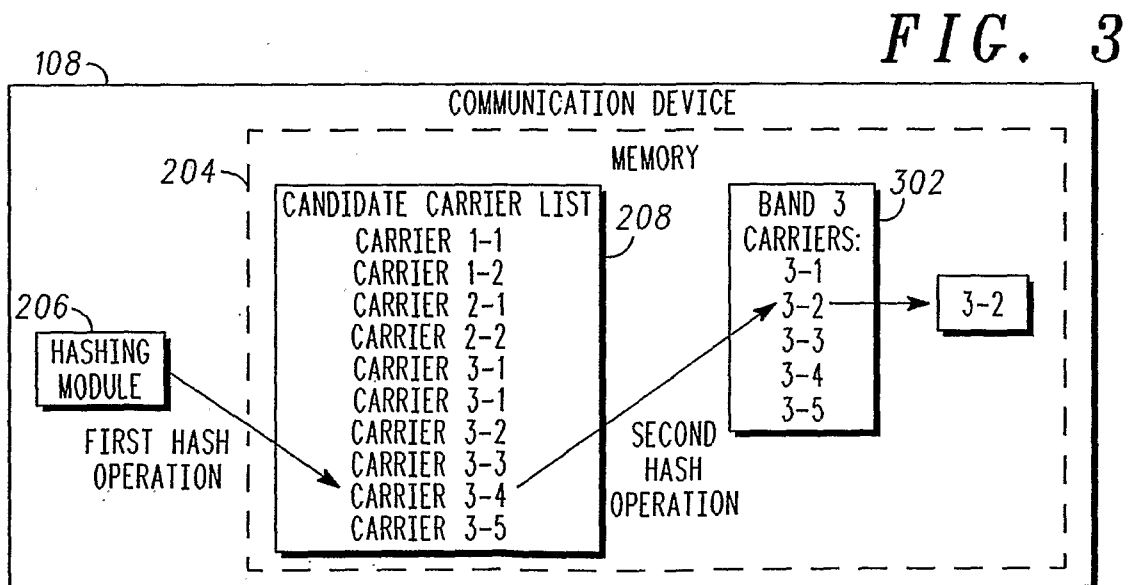 FIG. 3
108
COMMUNICATION DEVICE
204
MEMORY
CANDIDATE CARRIER LIST
CARRIER 1-1
CARRIER 1-2
CARRIER 2-1
CARRIER 2-2
CARRIER 3-1
CARRIER 3-1
CARRIER 3-2
CARRIER 3-3
CARRIER 3-4
CARRIER 3-5
208
BAND 3
CARRIERS:
3-1
3-2
3-3
3-4
3-5
302
3-2
206
HASHING
MODULE
FIRST HASH
OPERATION
SECOND
HASH
OPERATION